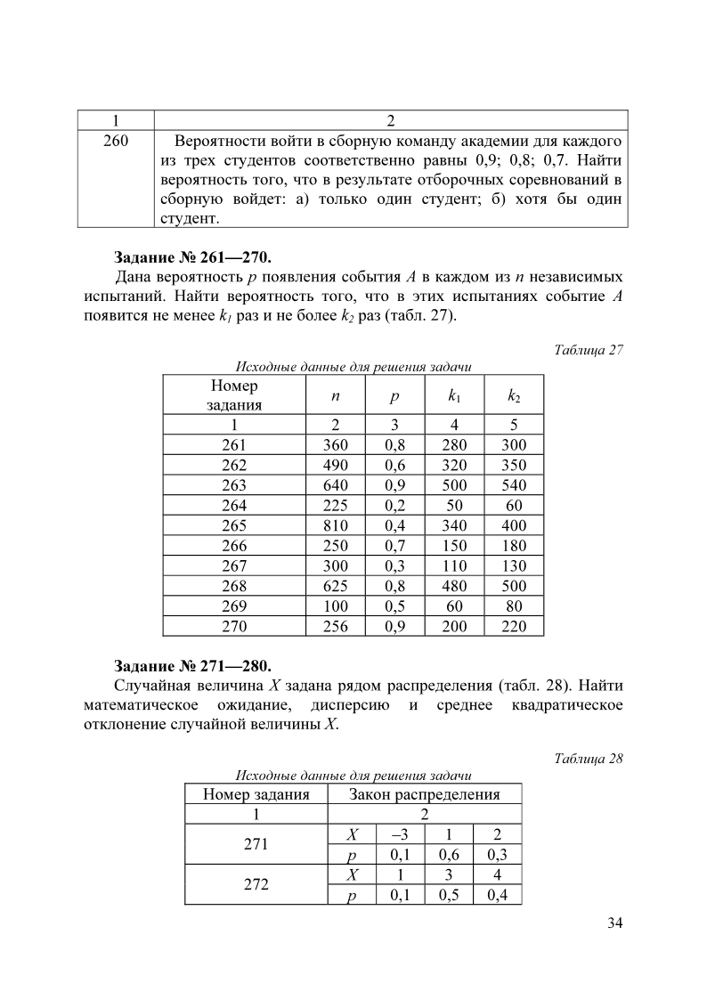 1 2
260 Вероятности войти в сборную команду академии для каждого
из трех студентов соответственно равны 0,9; 0,8; 0,7. Найти
вероятность того, что в результате отборочных соревнований в
сборную войдет: а) только один студент; б) хотя бы один
студент.
Задание № 261—270.
Дана вероятность p появления события A в каждом из n независимых
испытаний. Найти вероятность того, что в этих испытаниях событие A
появится не менее k1 раз и не более k2 раз (табл. 27).
Таблица 27
Исходные данные для решения задачи
Номер
задания n p k1 k2
1 2 3 4 5
261 360 0,8 280 300
262 490 0,6 320 350
263 640 0,9 500 540
264 225 0,2 50 60
265 810 0,4 340 400
266 250 0,7 150 180
267 300 0,3 110 130
268 625 0,8 480 500
269 100 0,5 60 80
270 256 0,9 200 220
Задание № 271—280.
Случайная величина X задана рядом распределения (табл. 28). Найти
математическое ожидание, дисперсию и среднее квадратическое
отклонение случайной величины X.
Таблица 28
Исходные данные для решения задачи
Номер задания Закон распределения
1 2
271 X –3 1 2
p 0,1 0,6 0,3
272 X 1 3 4
p 0,1 0,5 0,4
34